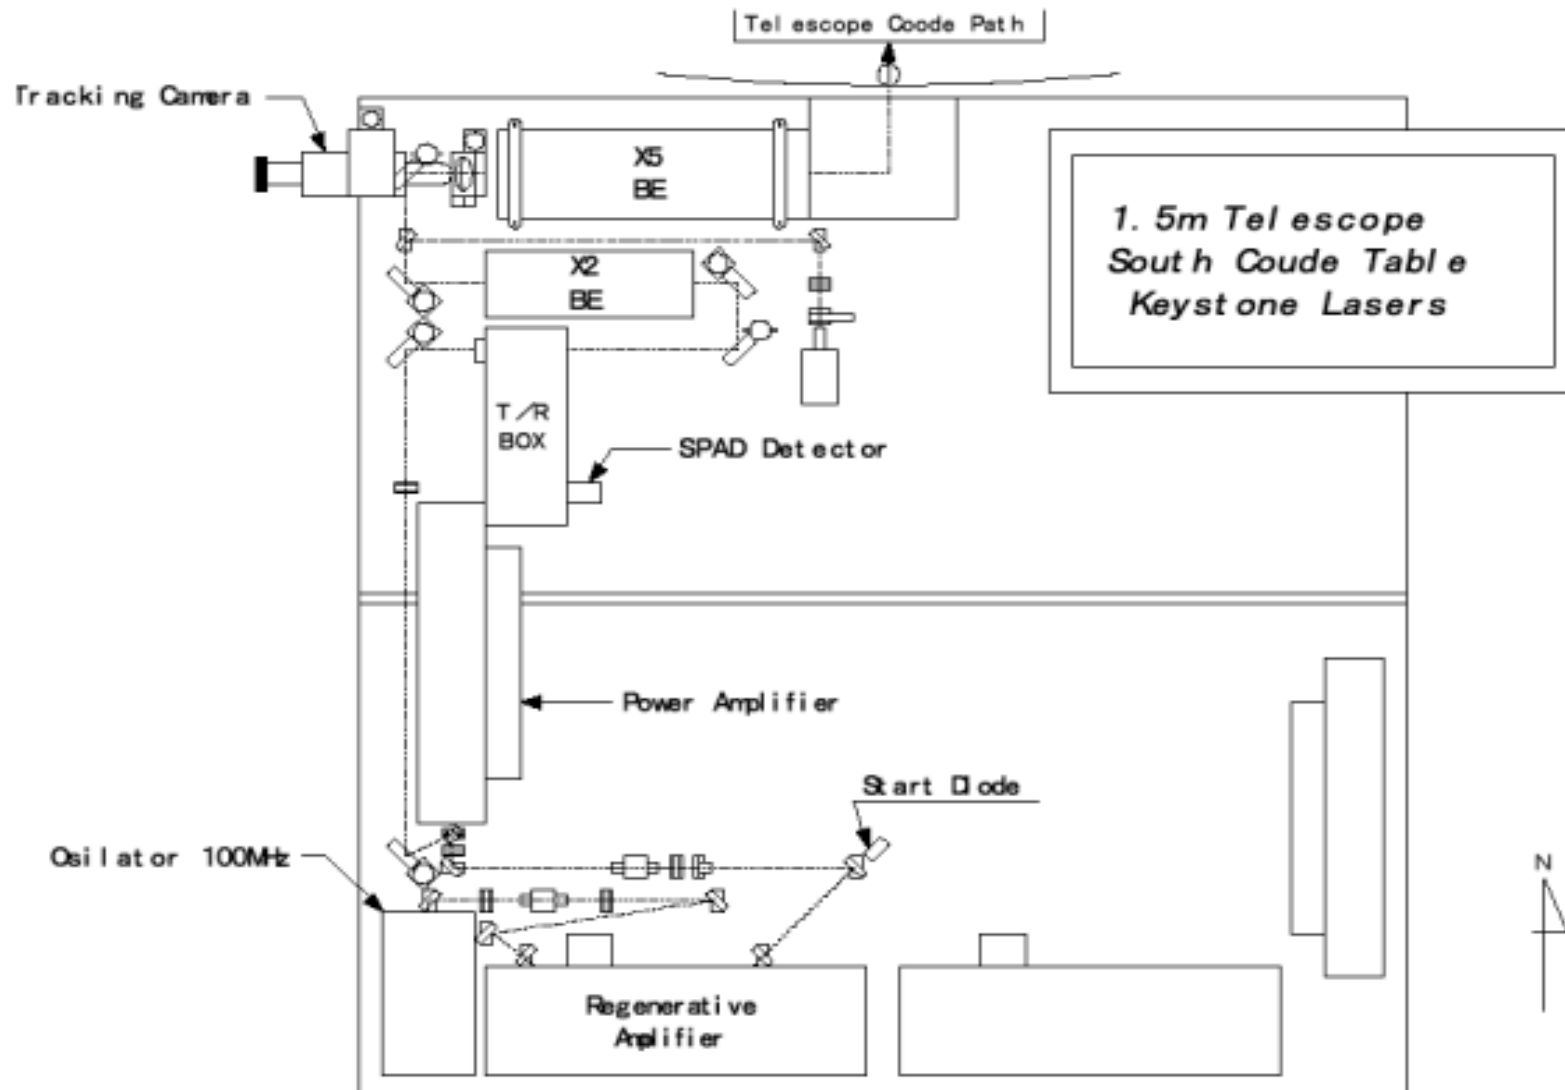 Telescope Coode Path
Tracking Camera
X5
BE
1.5m Telescope
South Coude Table
Keystone Lasers
X2
BE
T/R
BOX
SPAD Detector
Power Amplifier
Start Diode
Osilator 100MHz
N
Regenerative
Amplifier